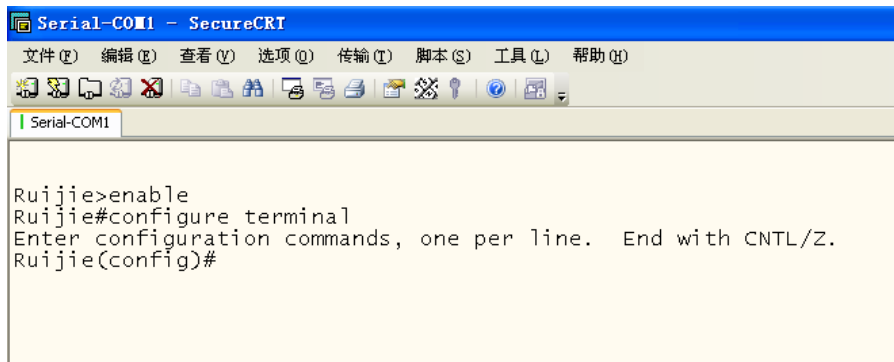 Serial-COM1 - SecureCRT
文件(F) 编辑(E) 查看(V) 选项(O) 传输(T) 脚本(S) 工具(L) 帮助(H)
Serial-COM1
Ruijie>enable
Ruijie#configure terminal
Enter configuration commands, one per line.  End with CNTL/Z.
Ruijie(config)#